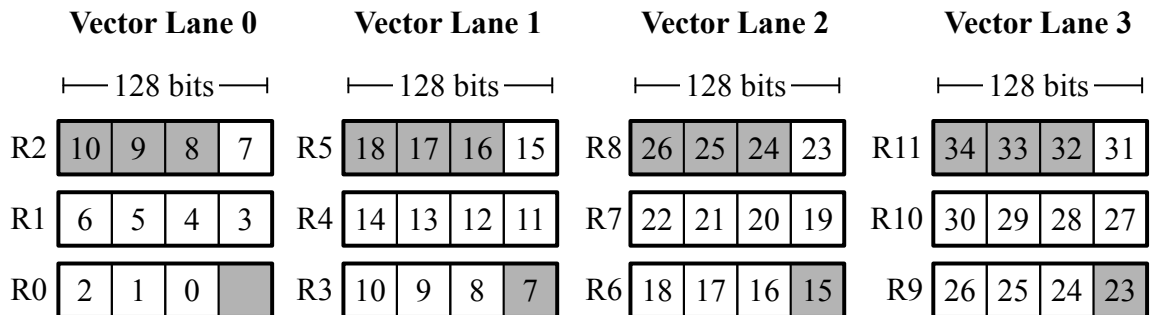 Vector Lane 0 Vector Lane 1 Vector Lane 2 Vector Lane 3
128 bits 128 bits 128 bits 128 bits
R2 10 9 8 7 R5 18 17 16 15 R8 26 25 24 23 R11 34 33 32 31
R1 6 5 4 3 R4 14 13 12 11 R7 22 21 20 19 R10 30 29 28 27
R0 2 1 0 R3 10 9 8 7 R6 18 17 16 15 R9 26 25 24 23